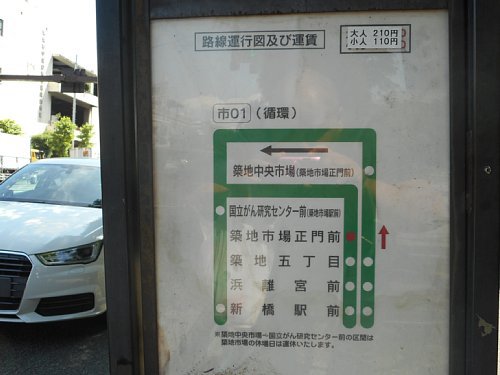 路線運行図及び運賃
大人 210円
小人 110円
市01 (循環)
築地中央市場(築地市場正門前)
国立がん研究センター前(築地市場駅前)
築地市場正門前
築地五丁目
浜離宮前
新橋駅前
※築地中央市場~国立がん研究センター前の区間は
築地市場の休場日は運休いたします。